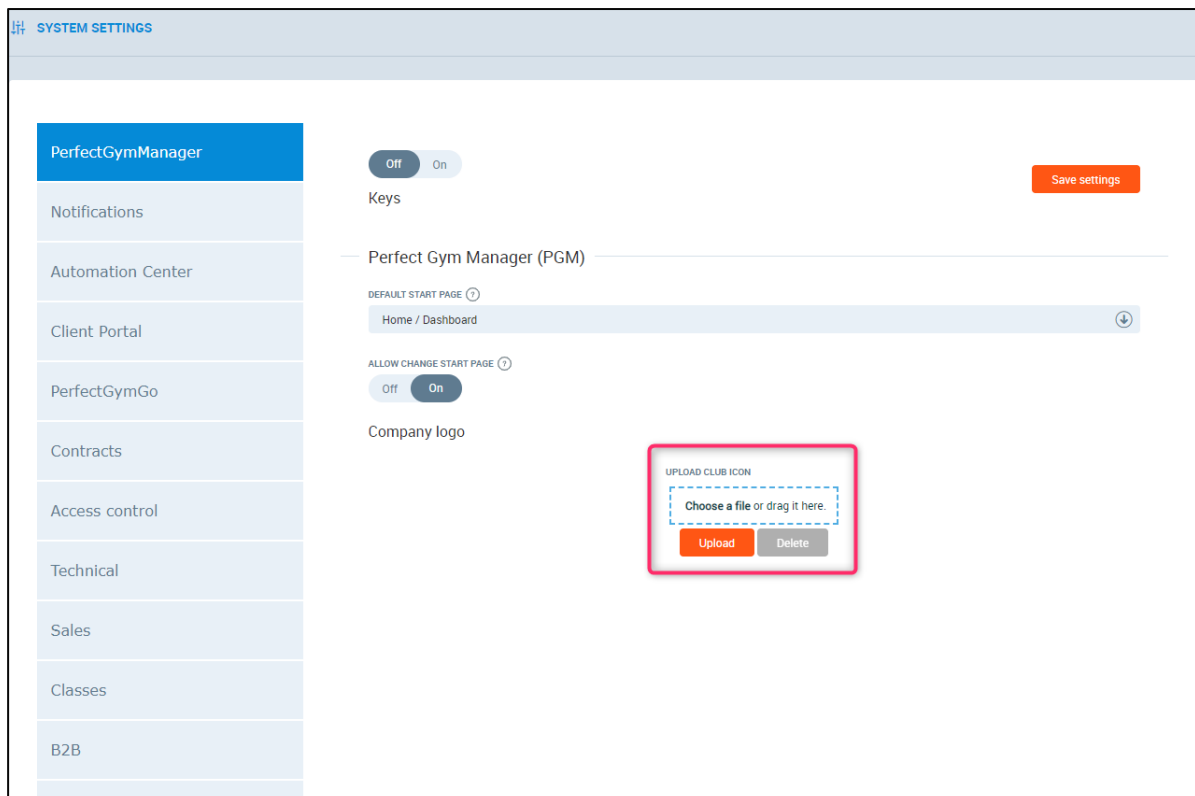 SYSTEM SETTINGS
PerfectGymManager
Notifications
Automation Center
Client Portal
PerfectGymGo
Contracts
Access control
Technical
Sales
Classes
B2B
Off On
Keys
Save settings
Perfect Gym Manager (PGM)
DEFAULT START PAGE ?
Home / Dashboard
ALLOW CHANGE START PAGE ?
Off On
Company logo
UPLOAD CLUB ICON
Choose a file or drag it here.
Upload Delete